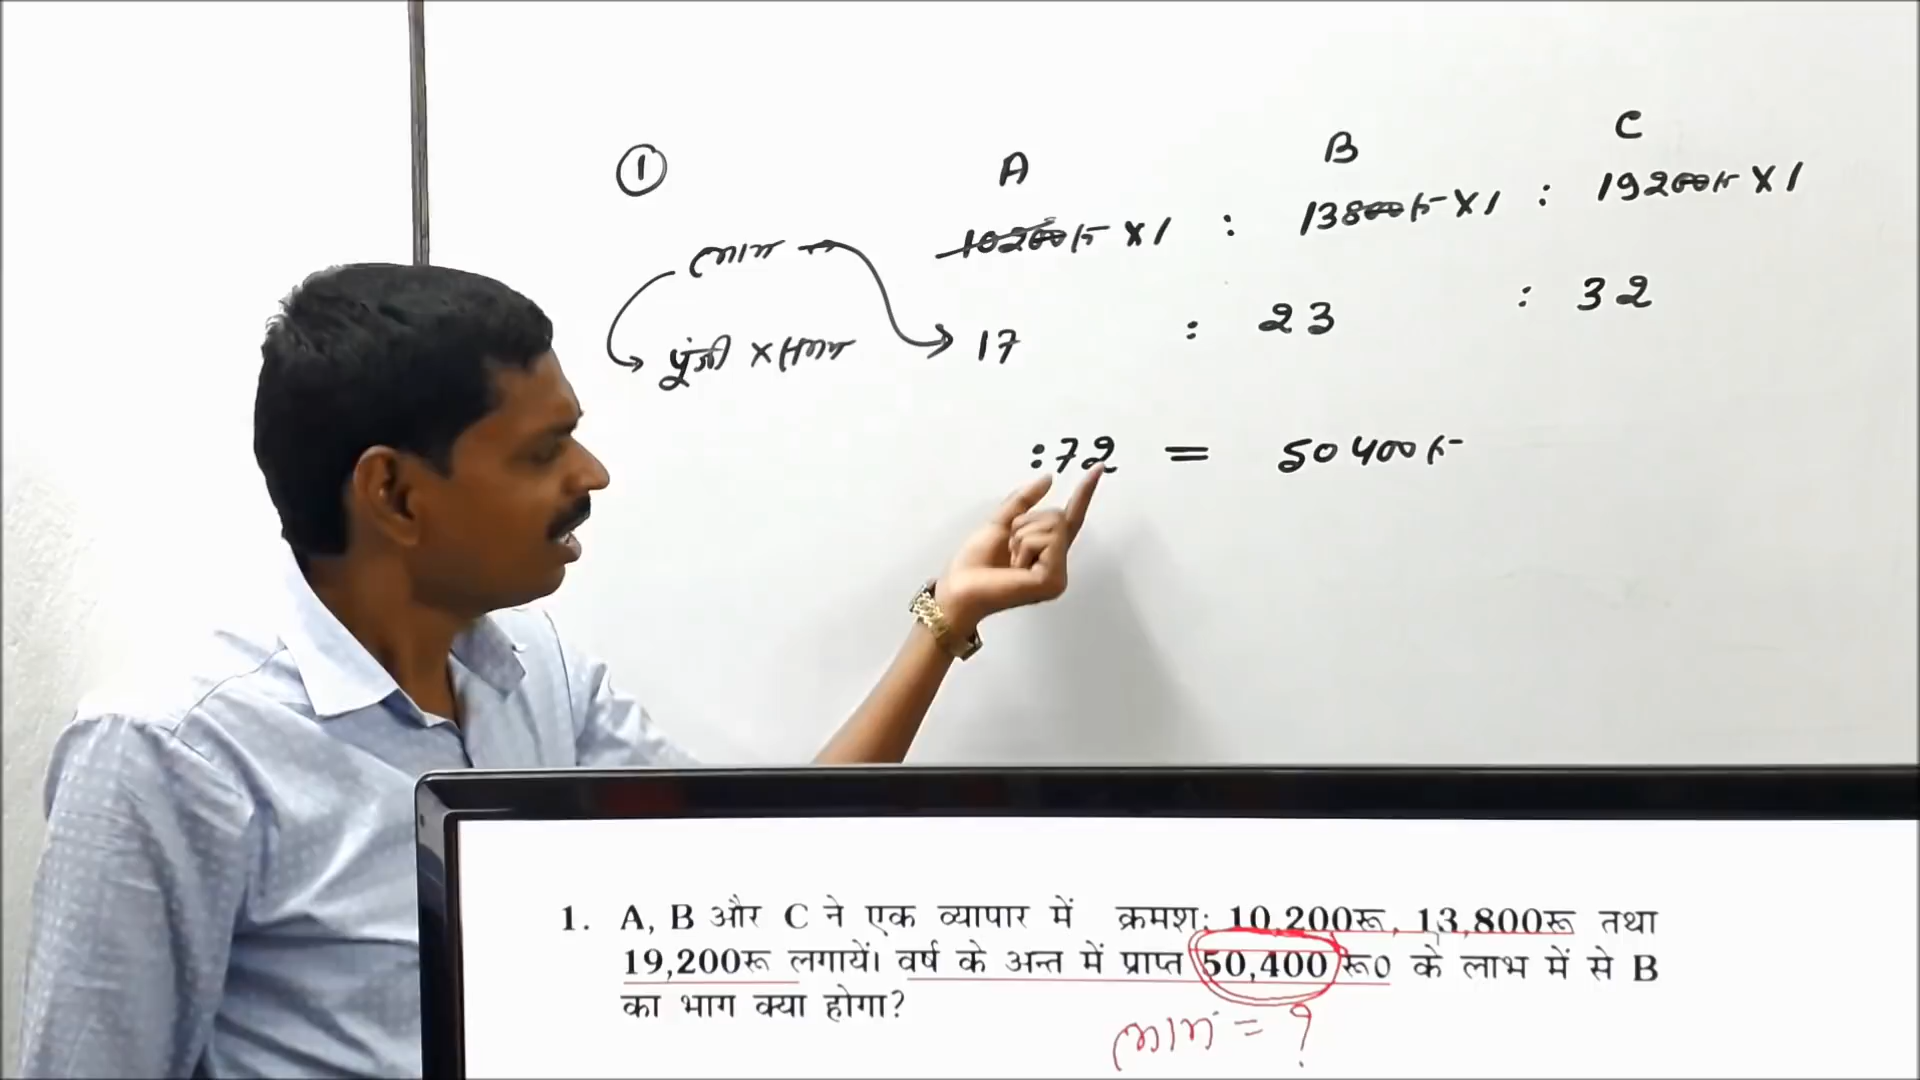 ①
A B C
10200रु × 1 : 13800रु × 1 : 19200रु × 1
लाभ →
पूंजी × समय
17 : 23 : 32
:72 = 50400रु
1. A, B और C ने एक व्यापार में क्रमश: 10,200रू, 13,800रू तथा
19,200रू लगायें। वर्ष के अन्त में प्राप्त 50,400 रू0 के लाभ में से B
का भाग क्या होगा?
लाभ = ?